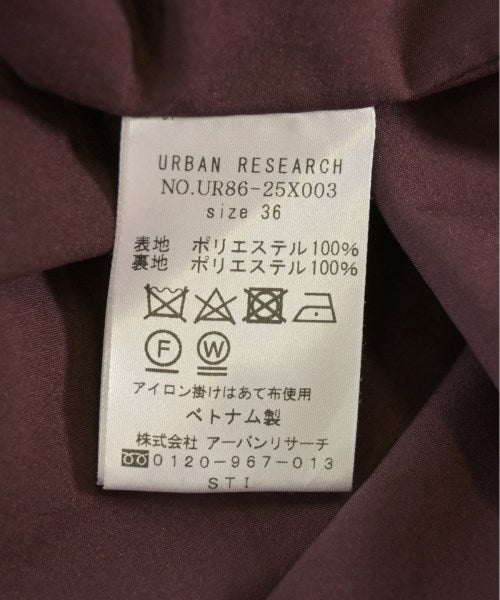 URBAN RESEARCH
NO.UR86-25X003
size 36
表地 ポリエステル100%
裏地 ポリエステル100%
F W
アイロン掛けはあて布使用
ベトナム製
株式会社 アーバンリサーチ
0120-967-013
STI